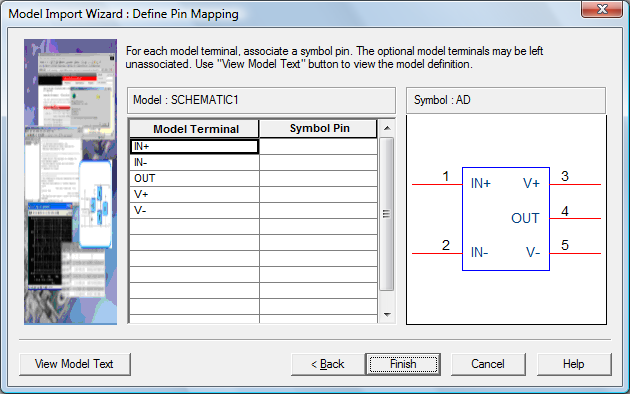 Model Import Wizard : Define Pin Mapping
For each model terminal, associate a symbol pin. The optional model terminals may be left
unassociated. Use "View Model Text" button to view the model definition.
Model : SCHEMATIC1
Symbol : AD
Model Terminal Symbol Pin
IN+
IN-
OUT
V+
V-
1 IN+ V+ 3
OUT 4
2 IN- V- 5
View Model Text
< Back
Finish
Cancel
Help